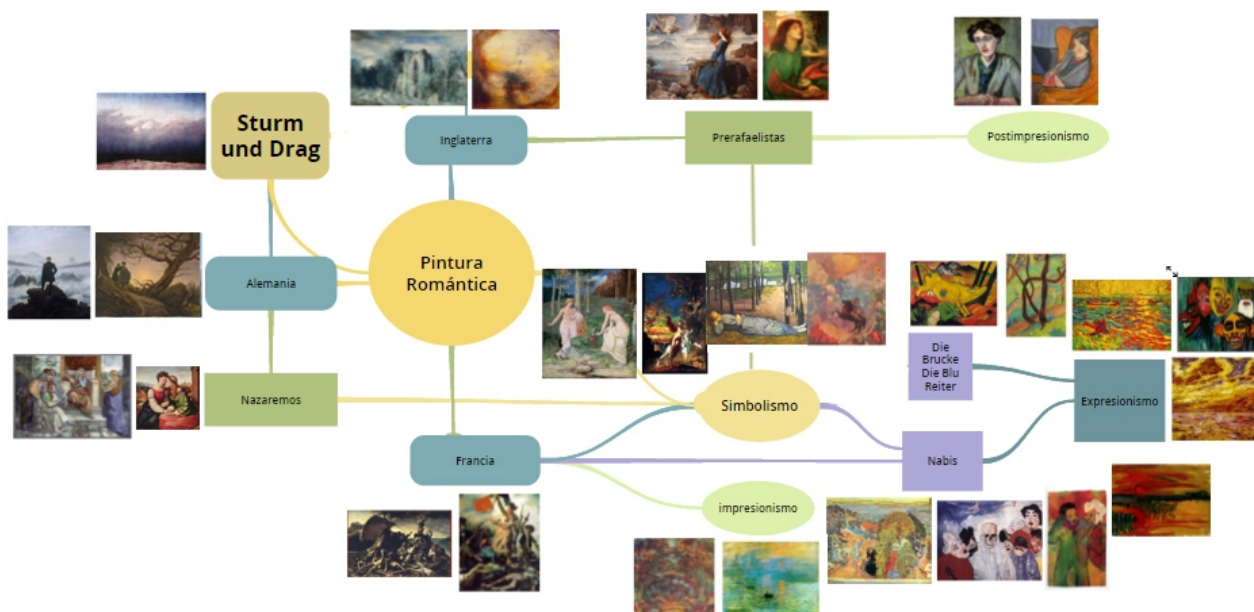 Sturm
und Drag
Inglaterra
Prerafaelistas
Postimpresionismo
Pintura
Romántica
Alemania
Die
Brucke
Die Blu
Reiter
Nazaremos
Simbolismo
Expresionismo
Francia
Nabis
impresionismo